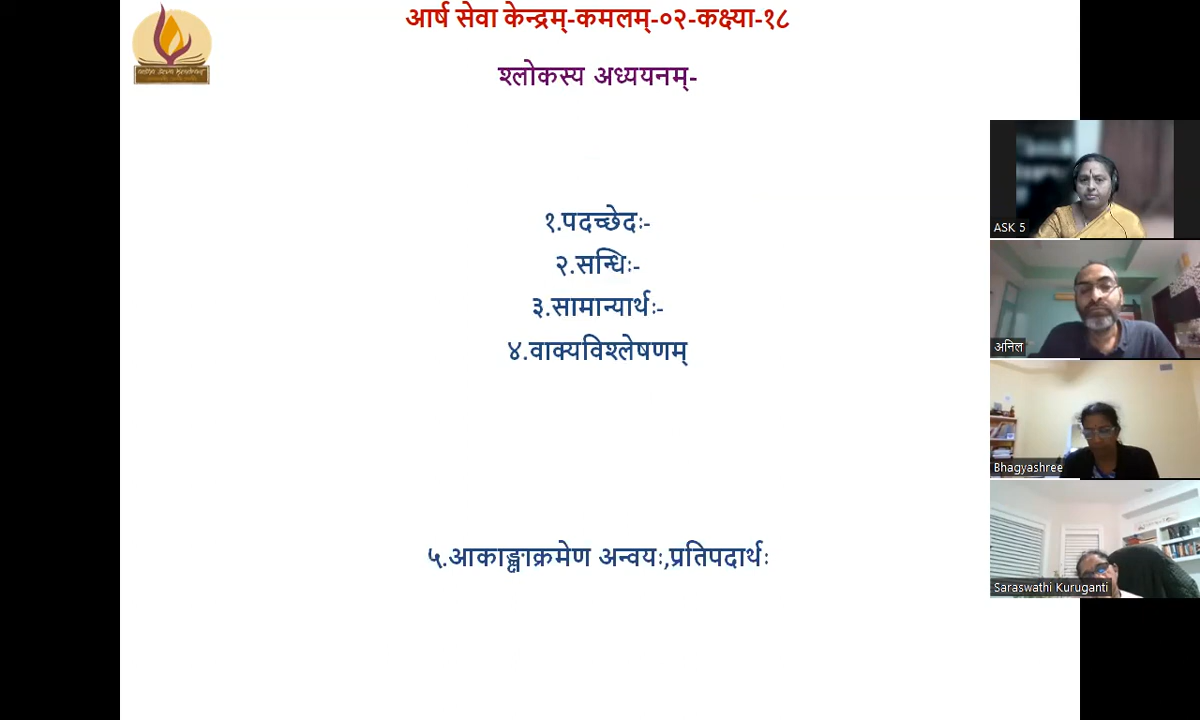 आर्ष सेवा केन्द्रम्-कमलम्-०२-कक्ष्या-१८
श्लोकस्य अध्ययनम्-
१.पदच्छेदः-
२.सन्धिः-
३.सामान्यार्थः-
४.वाक्यविश्लेषणम्
५.आकाङ्क्षाक्रमेण अन्वयः,प्रतिपदार्थः
ASK 5
अनिल
Bhagyashree
Saraswathi Kuruganti